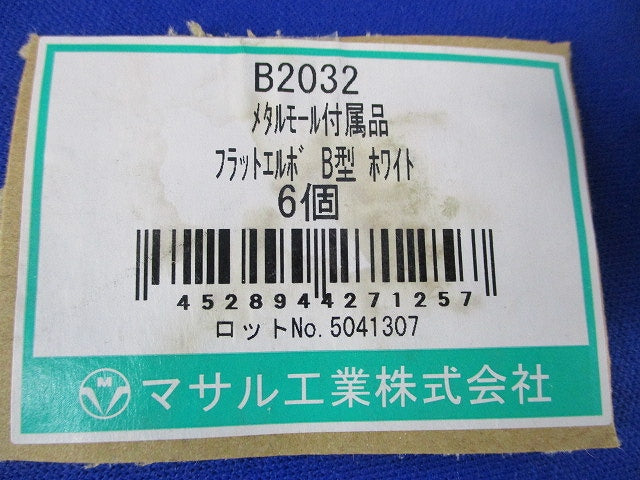 B2032
ﾒﾀﾙﾓｰﾙ付属品
ﾌﾗｯﾄｴﾙﾎﾞ B型 ﾎﾜｲﾄ
6個
4528944271257
ロットNo.5041307
M マサル工業株式会社